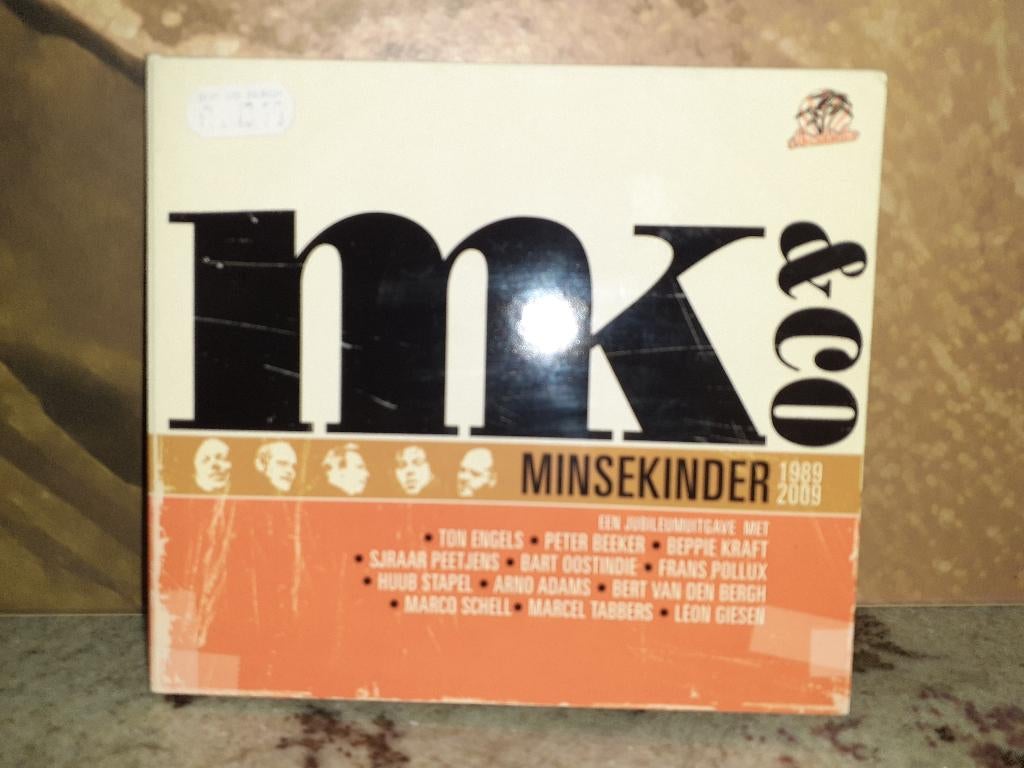 mk
& CO
MINSEKINDER 1989
2009
EEN JUBILEUMUITGAVE MET
• TON ENGELS • PETER BEEKER • BEPPIE KRAFT
• SJRAAR PEETJENS • BART OOSTINDIE • FRANS POLLUX
• HUUB STAPEL • ARNO ADAMS • BERT VAN DEN BERGH
• MARCO SCHELL • MARCEL TABBERS • LEON GIESEN